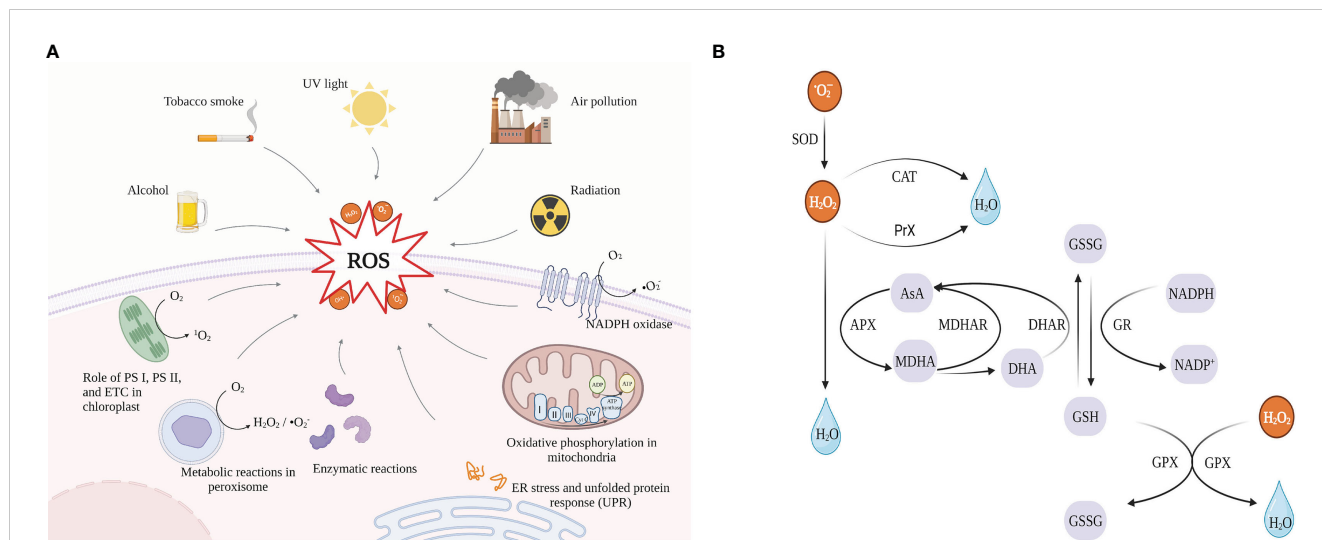 A
UV light
Tobacco smoke
Air pollution
Alcohol
Radiation
H₂O₂
ROS
O₂
•O₂⁻
NADPH oxidase
O₂
¹O₂
Role of PS I, PS II,
and ETC in
chloroplast
O₂
H₂O₂ / •O₂⁻
Metabolic reactions in
peroxisome
Enzymatic reactions
ADP
ATP
I
II
III
Cyt c
IV
ATP
synthase
Oxidative phosphorylation in
mitochondria
ER stress and unfolded protein
response (UPR)
B
•O₂⁻
SOD
H₂O₂
CAT
PrX
H₂O
GSSG
AsA
NADPH
APX
MDHAR
DHAR
GR
MDHA
DHA
NADP⁺
GSH
H₂O₂
H₂O
GPX
GPX
GSSG
H₂O